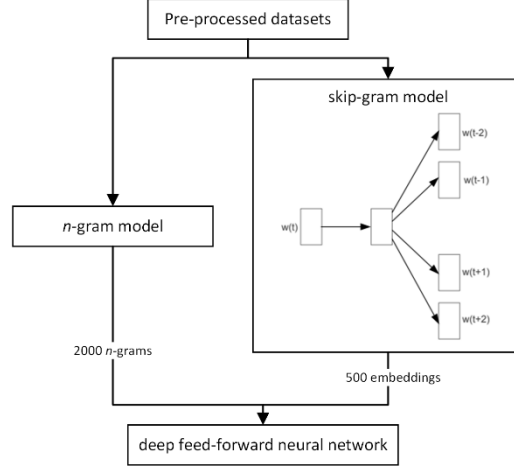 Pre-processed datasets
skip-gram model
w(t-2)
w(t-1)
n-gram model
w(t)
w(t+1)
w(t+2)
2000 n-grams
500 embeddings
deep feed-forward neural network